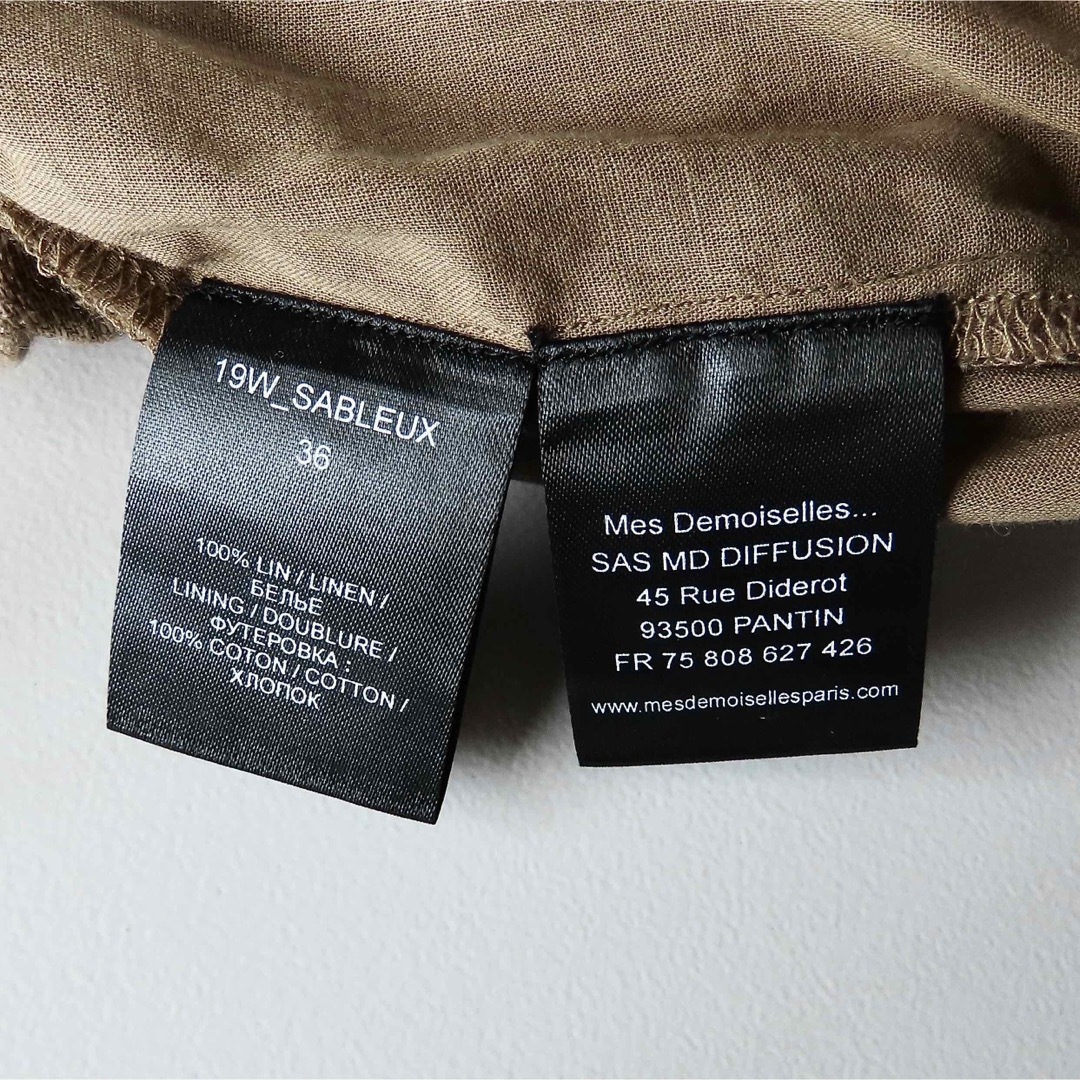 19W_SABLEUX
36
100% LIN / LINEN /
БЕЛЬЕ
LINING / DOUBLURE /
ФУТЕРОВКА :
100% COTON / COTTON /
ХЛОПОК
Mes Demoiselles...
SAS MD DIFFUSION
45 Rue Diderot
93500 PANTIN
FR 75 808 627 426
www.mesdemoisellesparis.com